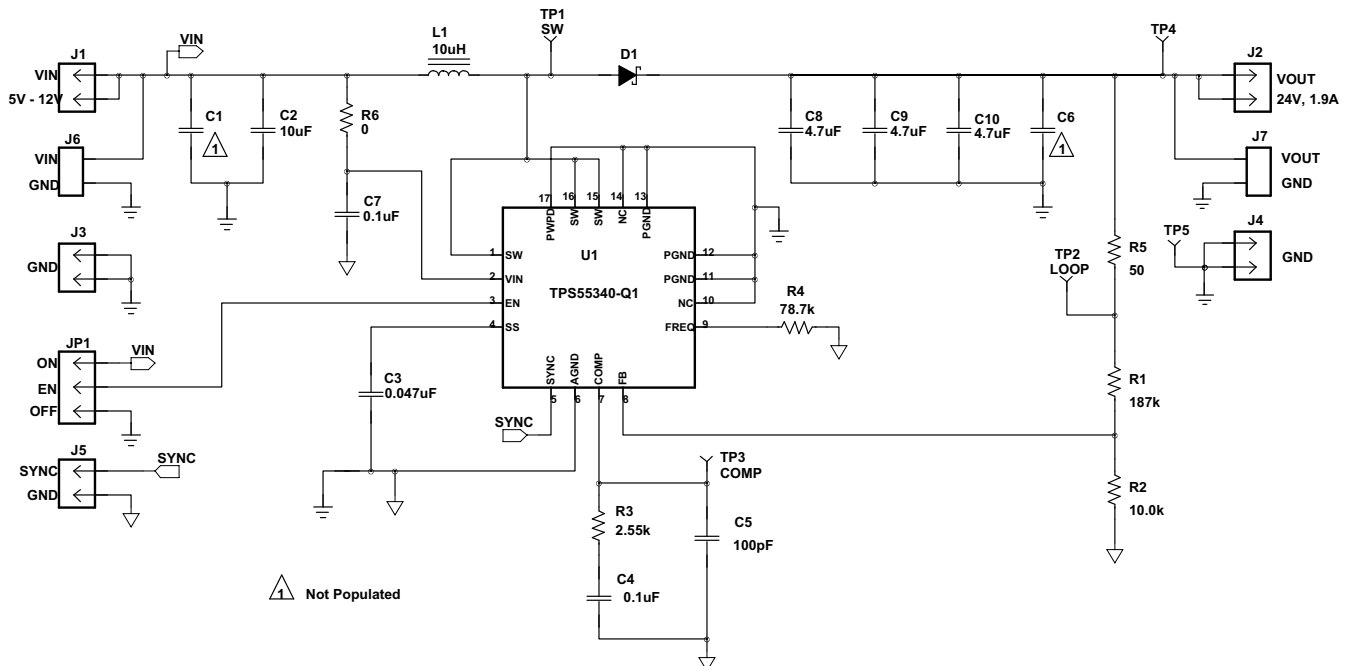 TP1
SW
L1
10uH
D1
TP4
VIN
J1
VIN
5V - 12V
J2
VOUT
24V, 1.9A
C1
1
C2
10uF
R6
0
C8
4.7uF
C9
4.7uF
C10
4.7uF
C6
1
J6
VIN
GND
J7
VOUT
GND
C7
0.1uF
17 16 15 14 13
PWPD SW SW NC PGND
J3
GND
U1
TPS55340-Q1
1 SW
2 VIN
3 EN
4 SS
PGND 12
PGND 11
NC 10
FREQ 9
SYNC AGND COMP FB
5 6 7 8
R4
78.7k
TP2
LOOP
R5
50
TP5
J4
GND
JP1
ON
EN
OFF
VIN
C3
0.047uF
R1
187k
SYNC
J5
SYNC
GND
SYNC
TP3
COMP
R2
10.0k
R3
2.55k
C5
100pF
C4
0.1uF
1 Not Populated